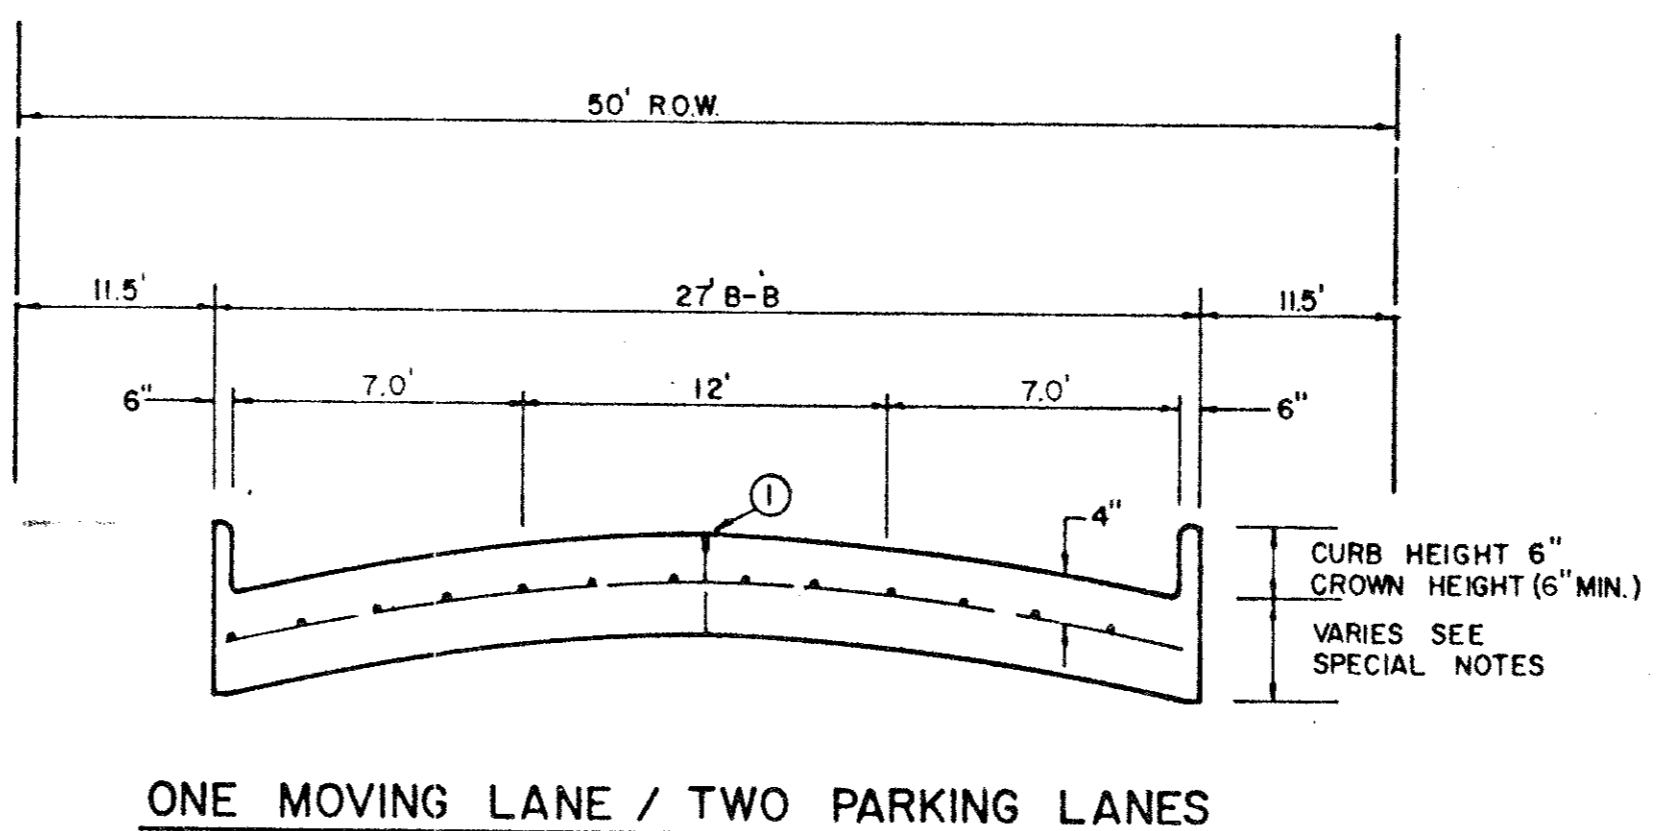 50' R.O.W.
11.5'
27' B-B
11.5'
6"
7.0'
12'
7.0'
6"
1
4"
CURB HEIGHT 6"
CROWN HEIGHT (6" MIN.)
VARIES SEE
SPECIAL NOTES
ONE MOVING LANE / TWO PARKING LANES